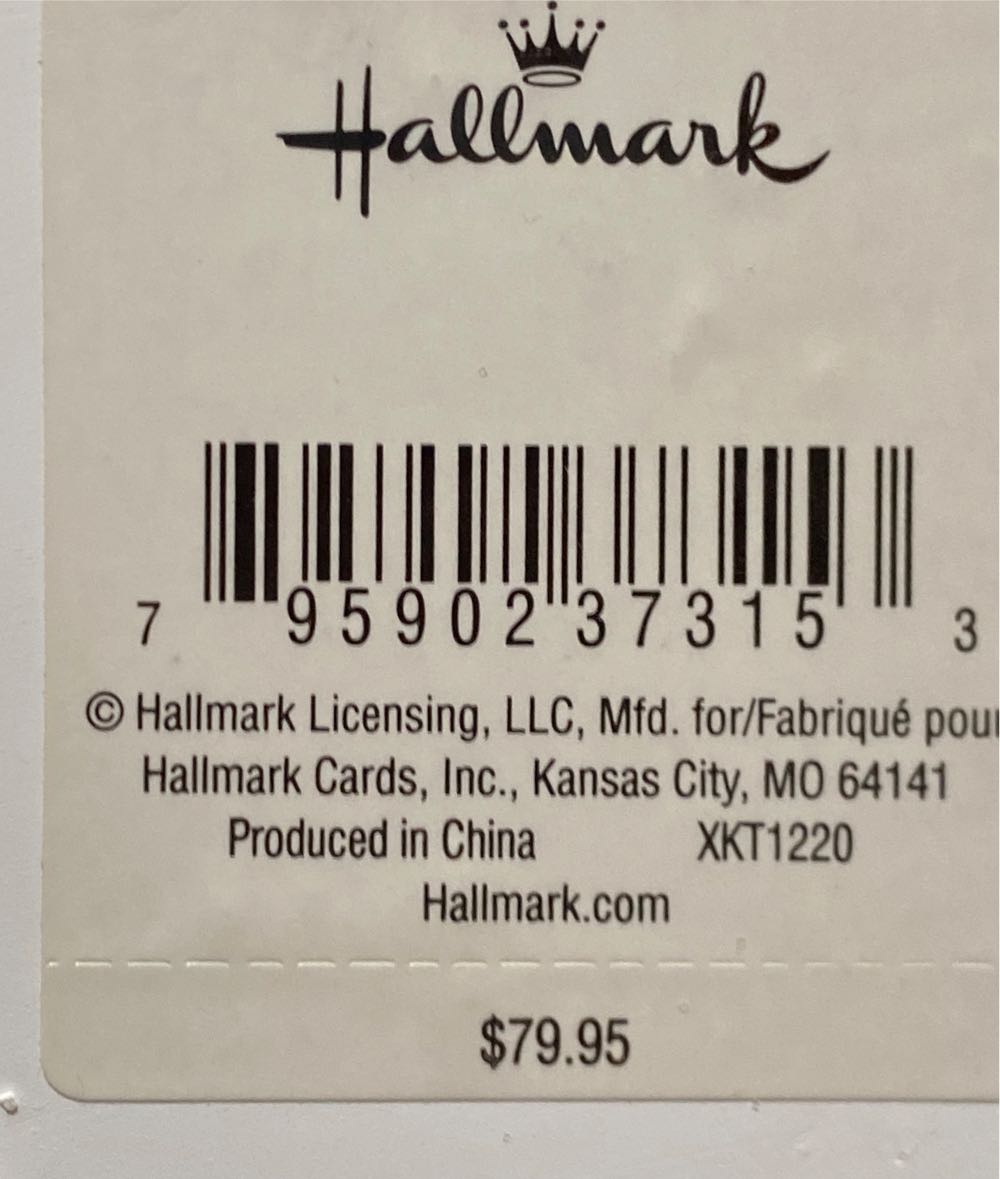 Hallmark
7 95902 37315 3
© Hallmark Licensing, LLC, Mfd. for/Fabriqué pour
Hallmark Cards, Inc., Kansas City, MO 64141
Produced in China XKT1220
Hallmark.com
$79.95